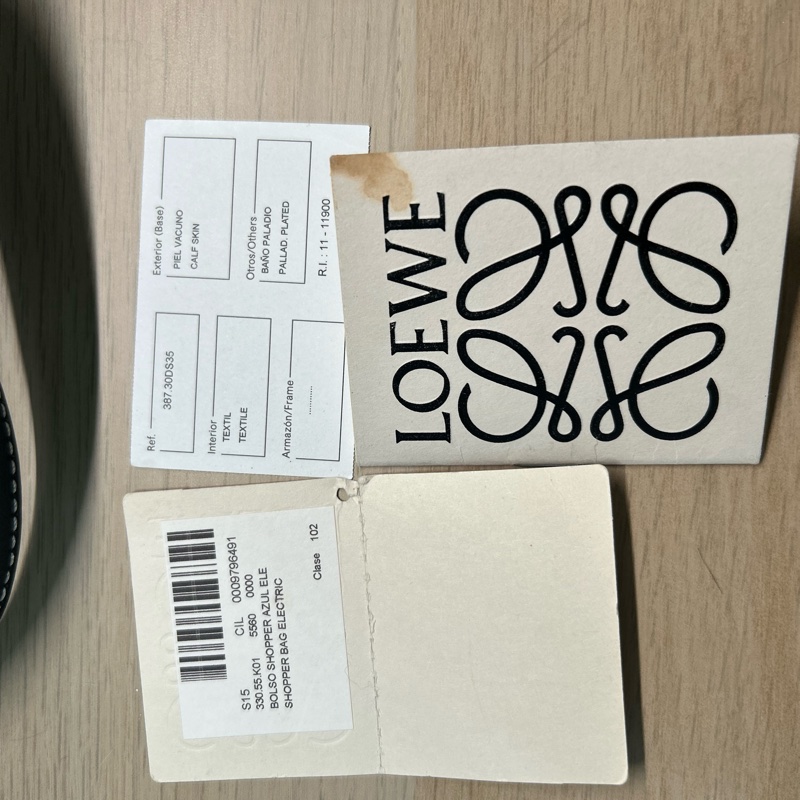 Ref.
387.30DS35
Exterior (Base)
PIEL VACUNO
CALF SKIN
Interior
TEXTIL
TEXTILE
Otros/Others
BAÑO PALADIO
PALLAD. PLATED
Armazón/Frame
............
R.I. : 11 - 11900
LOEWE
S15 CIL 0009796491
330.55.K01 5560 0000
BOLSO SHOPPER AZUL ELE
SHOPPER BAG ELECTRIC
Clase 102